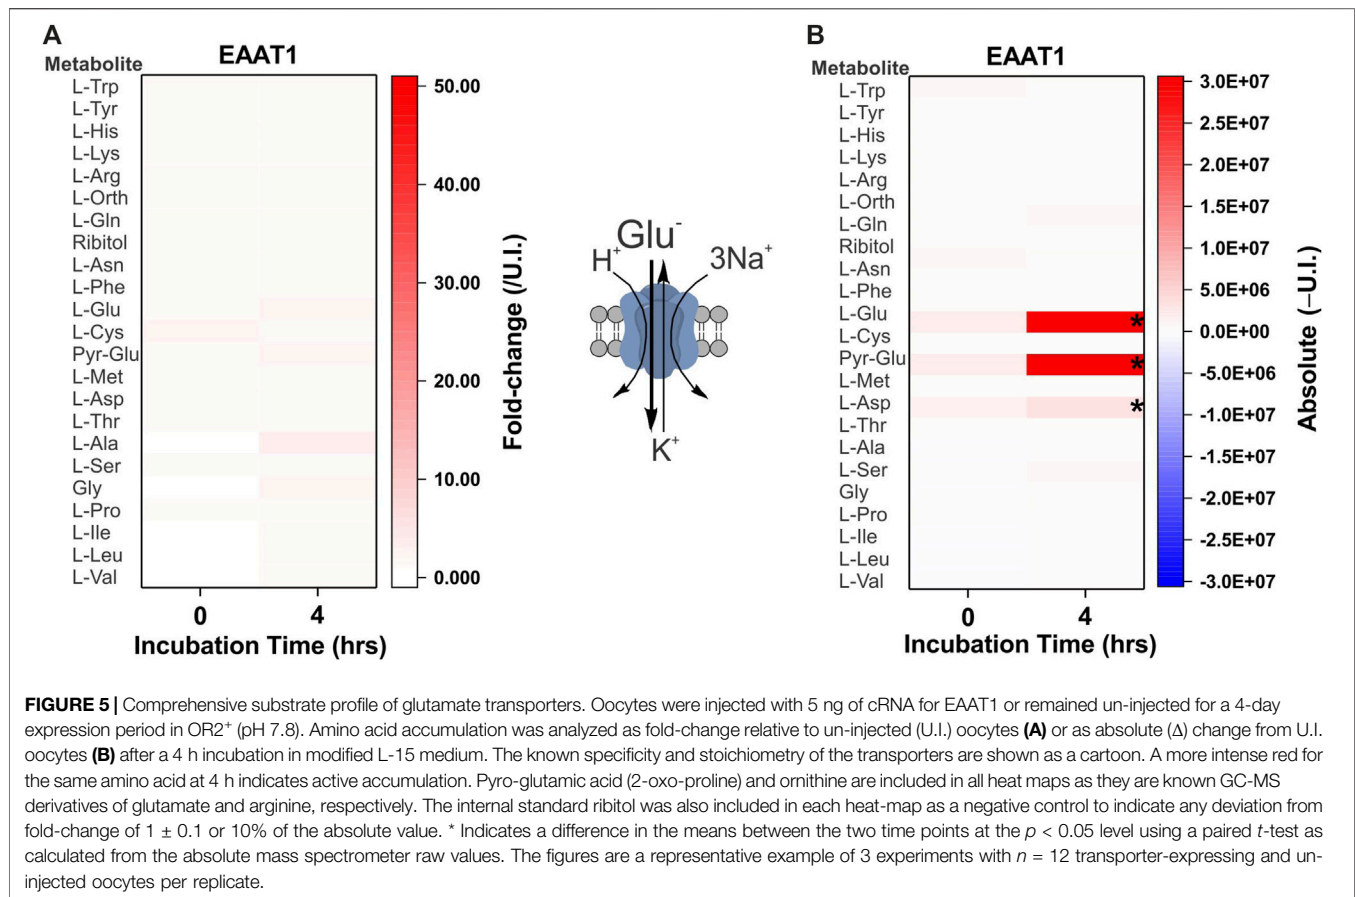 A
EAAT1
Metabolite
L-Trp
L-Tyr
L-His
L-Lys
L-Arg
L-Orth
L-Gln
Ribitol
L-Asn
L-Phe
L-Glu
L-Cys
Pyr-Glu
L-Met
L-Asp
L-Thr
L-Ala
L-Ser
Gly
L-Pro
L-Ile
L-Leu
L-Val
0 4
Incubation Time (hrs)
50.00
40.00
30.00
20.00
10.00
0.000
Fold-change (/U.I.)
Glu-
H+
3Na+
K+
B
EAAT1
Metabolite
L-Trp
L-Tyr
L-His
L-Lys
L-Arg
L-Orth
L-Gln
Ribitol
L-Asn
L-Phe
L-Glu
L-Cys
Pyr-Glu
L-Met
L-Asp
L-Thr
L-Ala
L-Ser
Gly
L-Pro
L-Ile
L-Leu
L-Val
*
*
*
0 4
Incubation Time (hrs)
3.0E+07
2.5E+07
2.0E+07
1.5E+07
1.0E+07
5.0E+06
0.0E+00
-5.0E+06
-1.0E+07
-1.5E+07
-2.0E+07
-2.5E+07
-3.0E+07
Absolute (–U.I.)
FIGURE 5 | Comprehensive substrate profile of glutamate transporters. Oocytes were injected with 5 ng of cRNA for EAAT1 or remained un-injected for a 4-day
expression period in OR2+ (pH 7.8). Amino acid accumulation was analyzed as fold-change relative to un-injected (U.I.) oocytes (A) or as absolute (Δ) change from U.I.
oocytes (B) after a 4 h incubation in modified L-15 medium. The known specificity and stoichiometry of the transporters are shown as a cartoon. A more intense red for
the same amino acid at 4 h indicates active accumulation. Pyro-glutamic acid (2-oxo-proline) and ornithine are included in all heat maps as they are known GC-MS
derivatives of glutamate and arginine, respectively. The internal standard ribitol was also included in each heat-map as a negative control to indicate any deviation from
fold-change of 1 ± 0.1 or 10% of the absolute value. * Indicates a difference in the means between the two time points at the p < 0.05 level using a paired t-test as
calculated from the absolute mass spectrometer raw values. The figures are a representative example of 3 experiments with n = 12 transporter-expressing and un-
injected oocytes per replicate.